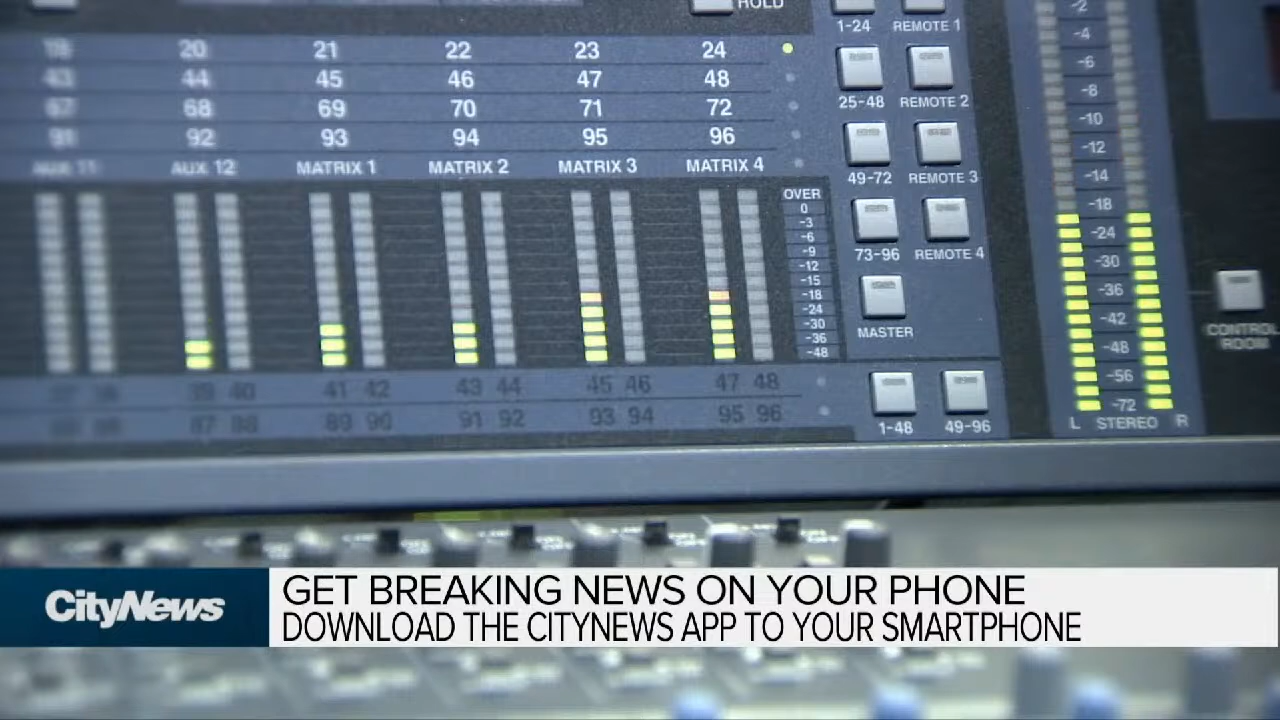 HOLD
1-24 REMOTE 1
19 20 21 22 23 24
43 44 45 46 47 48
67 68 69 70 71 72
91 92 93 94 95 96
25-48 REMOTE 2
AUX 11 AUX 12 MATRIX 1 MATRIX 2 MATRIX 3 MATRIX 4
49-72 REMOTE 3
73-96 REMOTE 4
MASTER
OVER
0
-3
-6
-9
-12
-15
-18
-24
-30
-36
-48
39 40 41 42 43 44 45 46 47 48
87 88 89 90 91 92 93 94 95 96
1-48 49-96
-2
-4
-6
-8
-10
-12
-14
-18
-24
-30
-36
-42
-48
-56
-72
L STEREO R
CONTROL
ROOM
CityNews
GET BREAKING NEWS ON YOUR PHONE
DOWNLOAD THE CITYNEWS APP TO YOUR SMARTPHONE